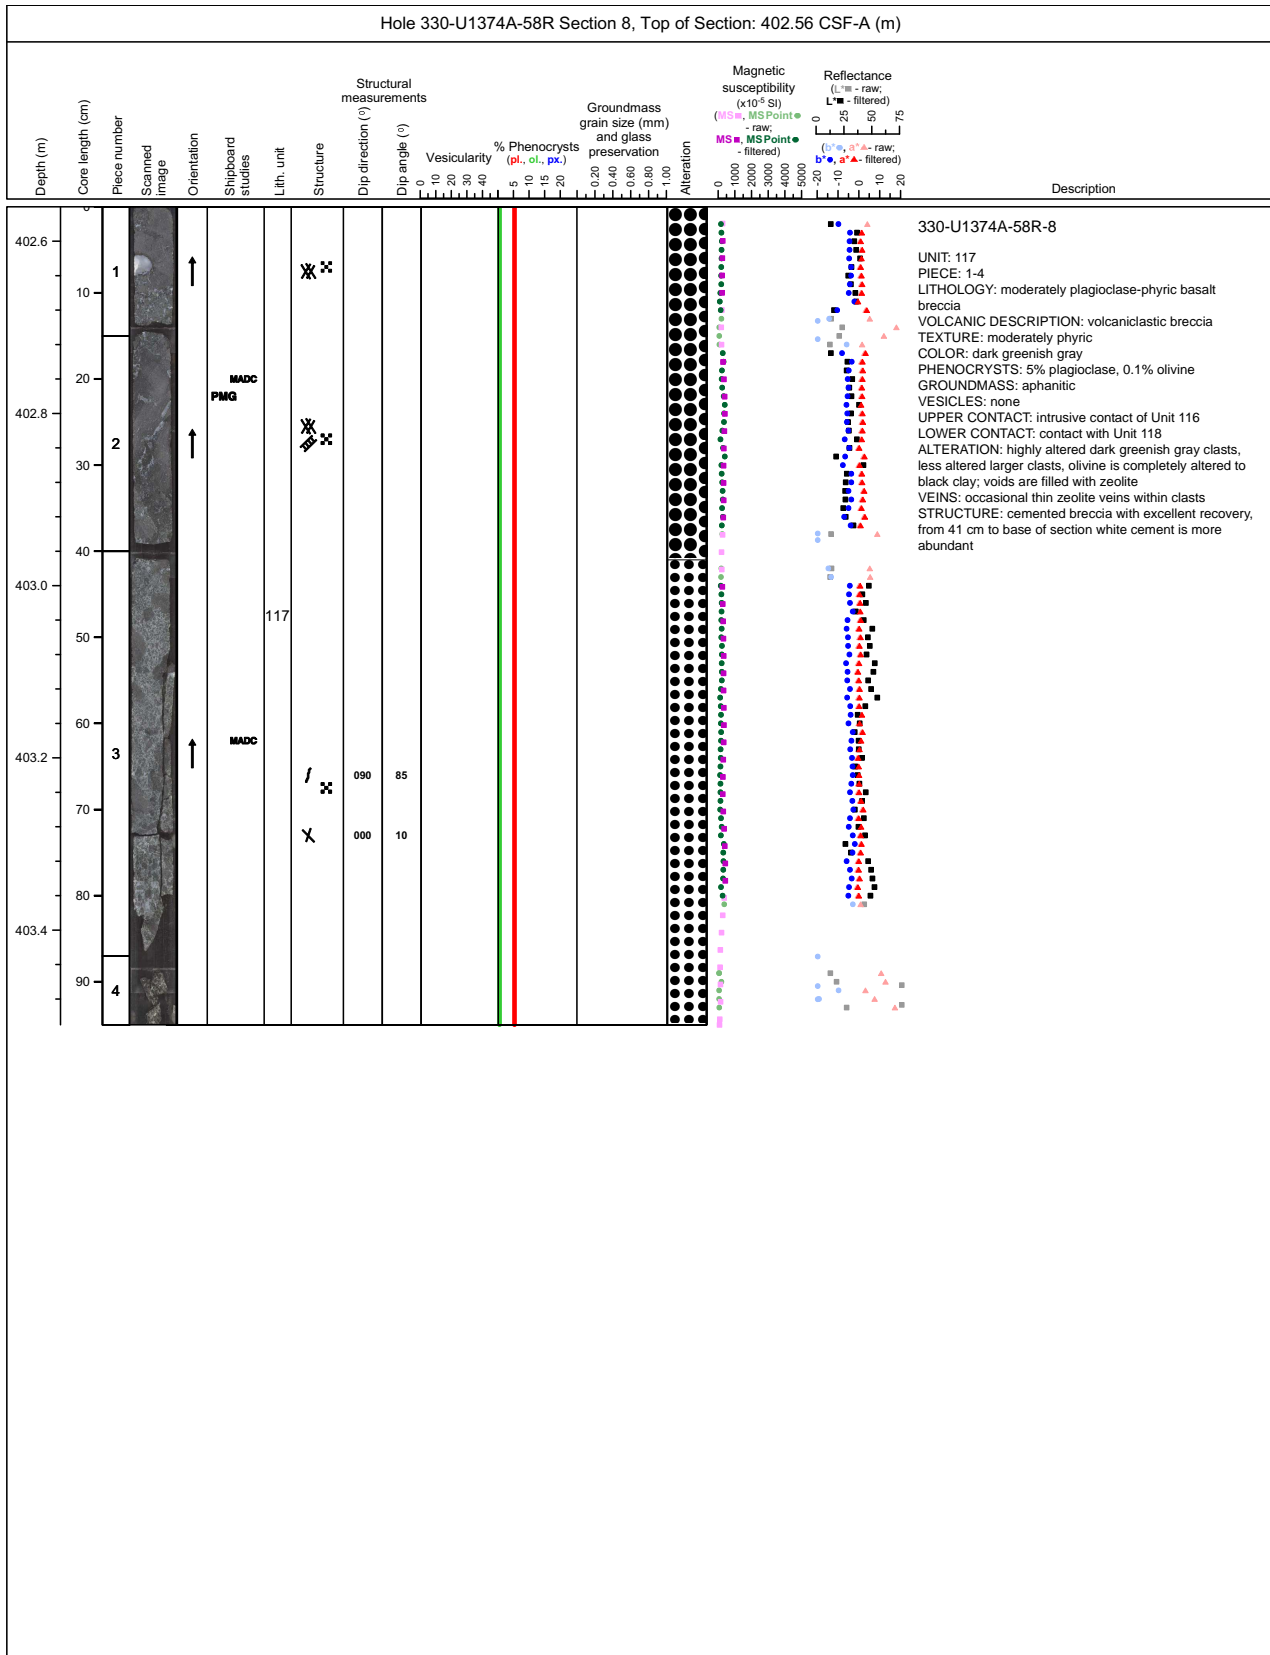 Hole 330-U1374A-58R Section 8, Top of Section: 402.56 CSF-A (m)
Depth (m)
Core length (cm)
Piece number
Scanned
image
Orientation
Shipboard
studies
Lith. unit
Structure
Structural
measurements
Dip direction (°)
Dip angle (°)
Vesicularity
0 10 20 30 40
% Phenocrysts
(pl., ol., px.)
5 10 15 20
Groundmass
grain size (mm)
and glass
preservation
0.20 0.40 0.60 0.80 1.00
Alteration
Magnetic
susceptibility
(x10-5 SI)
(MS■, MSPoint●
- raw;
MS■, MSPoint●
- filtered)
0 1000 2000 3000 4000 5000
Reflectance
(L*■ - raw;
L*■ - filtered)
0 25 50 75
(b*●, a*▲- raw;
b*●, a*▲- filtered)
-20 -10 0 10 20
Description
0
402.6
1
10
20
MADC
PMG
402.8
2
30
40
403.0
117
50
60
MADC
403.2
3
090 85
70
000 10
80
403.4
90
4
330-U1374A-58R-8
UNIT: 117
PIECE: 1-4
LITHOLOGY: moderately plagioclase-phyric basalt
breccia
VOLCANIC DESCRIPTION: volcaniclastic breccia
TEXTURE: moderately phyric
COLOR: dark greenish gray
PHENOCRYSTS: 5% plagioclase, 0.1% olivine
GROUNDMASS: aphanitic
VESICLES: none
UPPER CONTACT: intrusive contact of Unit 116
LOWER CONTACT: contact with Unit 118
ALTERATION: highly altered dark greenish gray clasts,
less altered larger clasts, olivine is completely altered to
black clay; voids are filled with zeolite
VEINS: occasional thin zeolite veins within clasts
STRUCTURE: cemented breccia with excellent recovery,
from 41 cm to base of section white cement is more
abundant